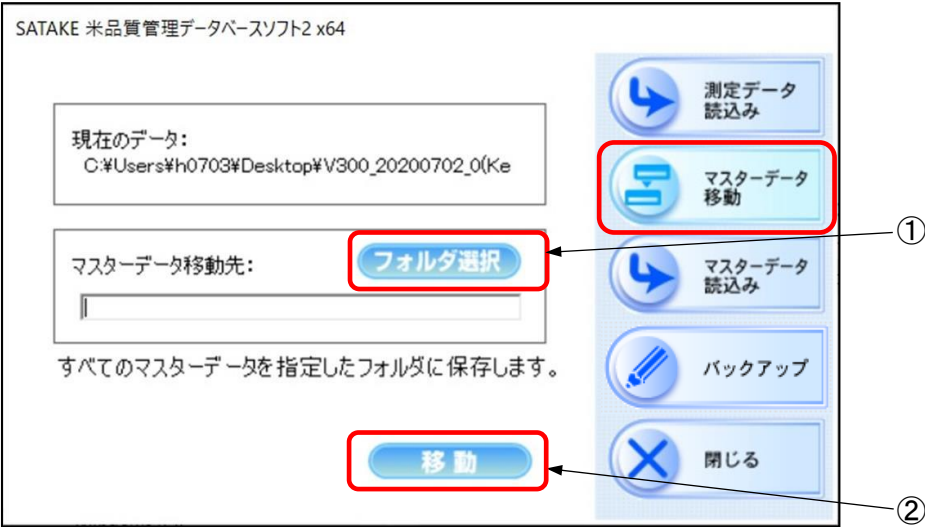 SATAKE 米品質管理データベースソフト2 x64
現在のデータ:
C:¥Users¥h0703¥Desktop¥V300_20200702_0(Ke
マスターデータ移動先:
フォルダ選択
すべてのマスターデータを指定したフォルダに保存します。
移動
測定データ
読込み
マスターデータ
移動
マスターデータ
読込み
バックアップ
閉じる
①
②